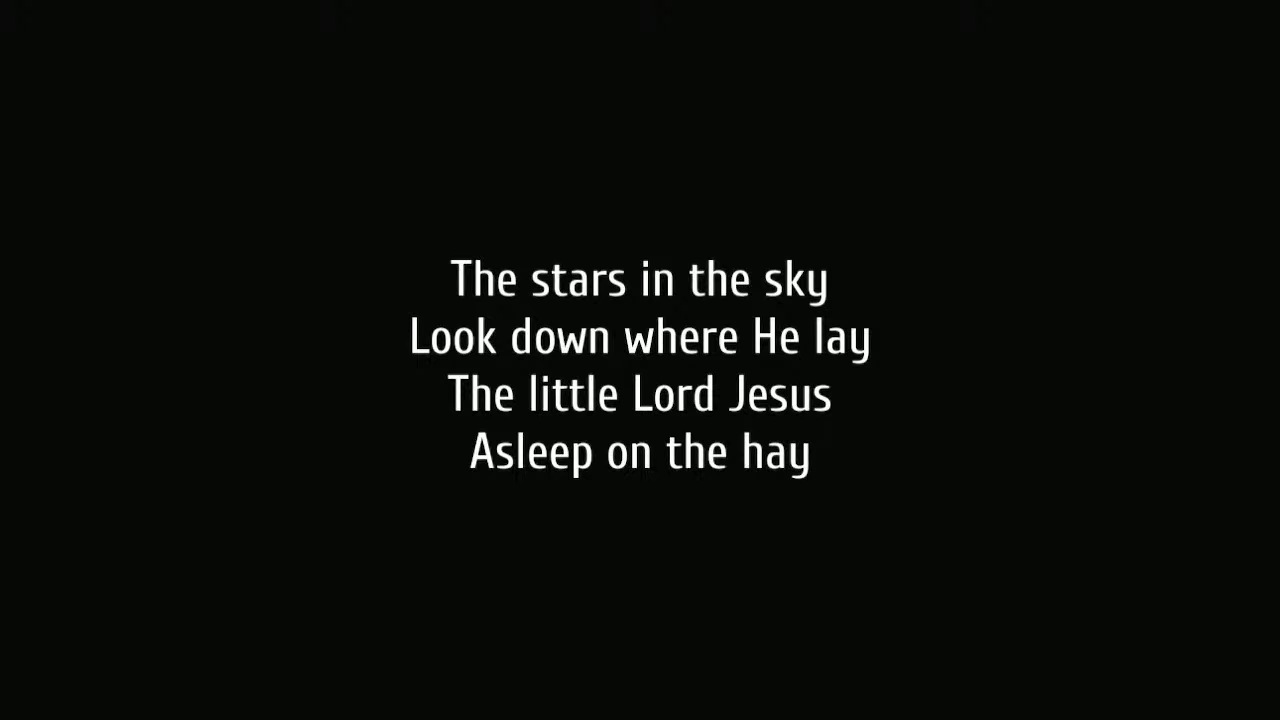 The stars in the sky
Look down where He lay
The little Lord Jesus
Asleep on the hay